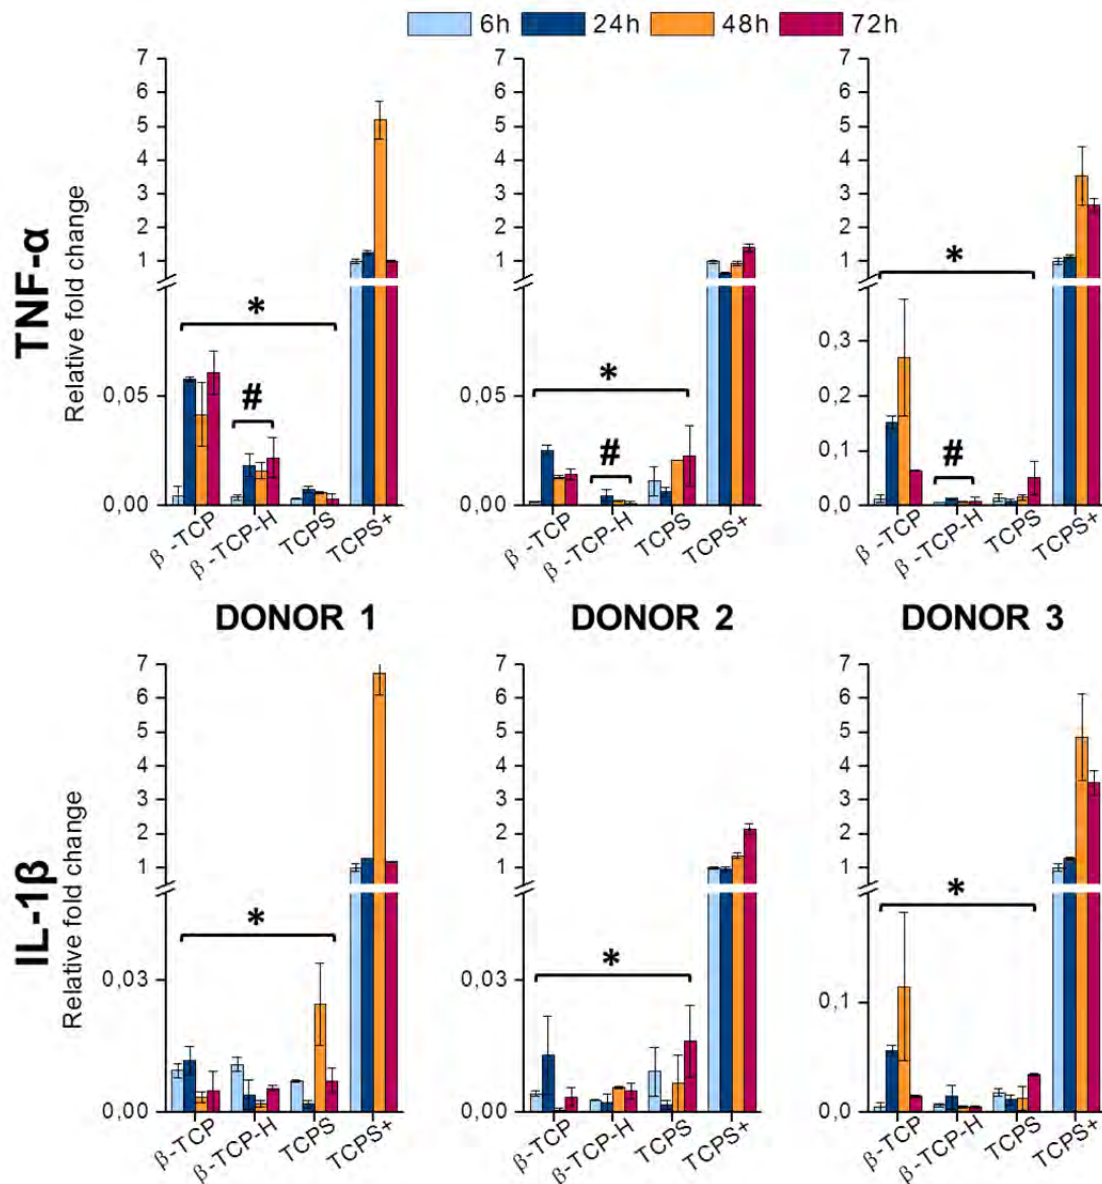 6h 24h 48h 72h
TNF-α
Relative fold change
7 7 7
6 6 6
5 5 5
4 4 4
3 3 3
2 2 2
1 1 1
* * *
0,05 0,05 0,3
# # #
0,2
0,1
0,00 0,00 0,0
β-TCP β-TCP-H TCPS TCPS+ β-TCP β-TCP-H TCPS TCPS+ β-TCP β-TCP-H TCPS TCPS+
DONOR 1 DONOR 2 DONOR 3
IL-1β
Relative fold change
7 7 7
6 6 6
5 5 5
4 4 4
3 3 3
2 2 2
1 1 1
* * *
0,03 0,03 0,1
0,00 0,00 0,0
β-TCP β-TCP-H TCPS TCPS+ β-TCP β-TCP-H TCPS TCPS+ β-TCP β-TCP-H TCPS TCPS+